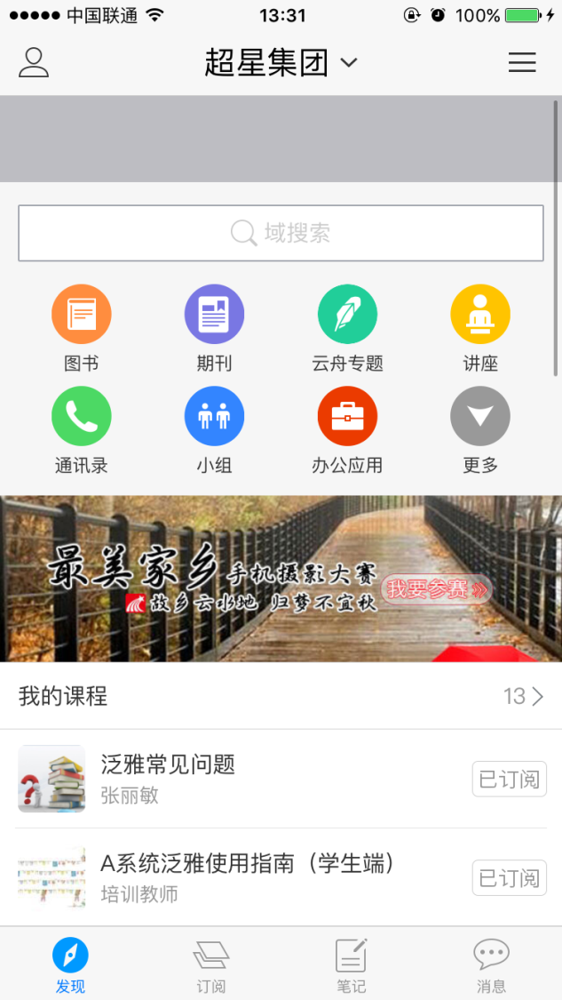 中国联通 13:31 100%
超星集团
域搜索
图书 期刊 云舟专题 讲座
通讯录 小组 办公应用 更多
最美家乡手机摄影大赛
我要参赛
故乡云水地 归梦不宜秋
我的课程 13
泛雅常见问题
张丽敏
已订阅
A系统泛雅使用指南（学生端）
培训教师
已订阅
发现 订阅 笔记 消息